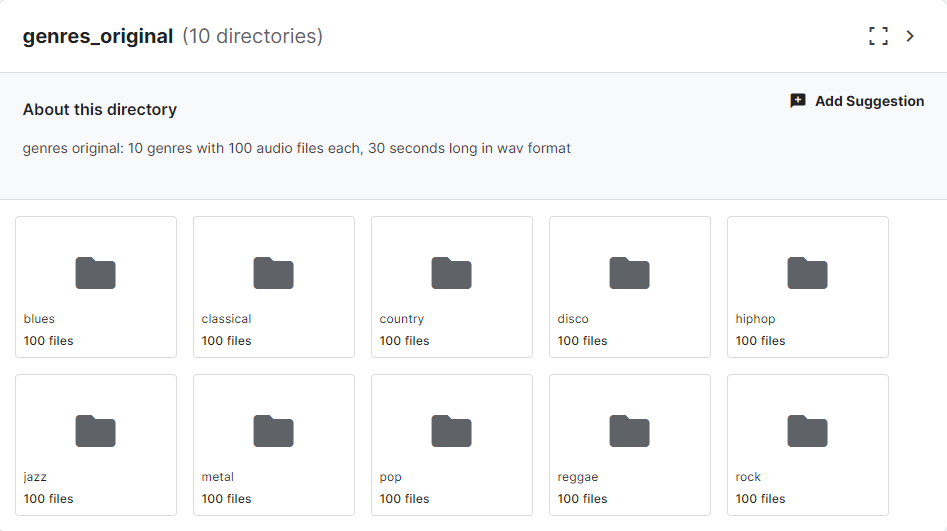 genres_original (10 directories)
About this directory
Add Suggestion
genres original: 10 genres with 100 audio files each, 30 seconds long in wav format
blues
100 files
classical
100 files
country
100 files
disco
100 files
hiphop
100 files
jazz
100 files
metal
100 files
pop
100 files
reggae
100 files
rock
100 files